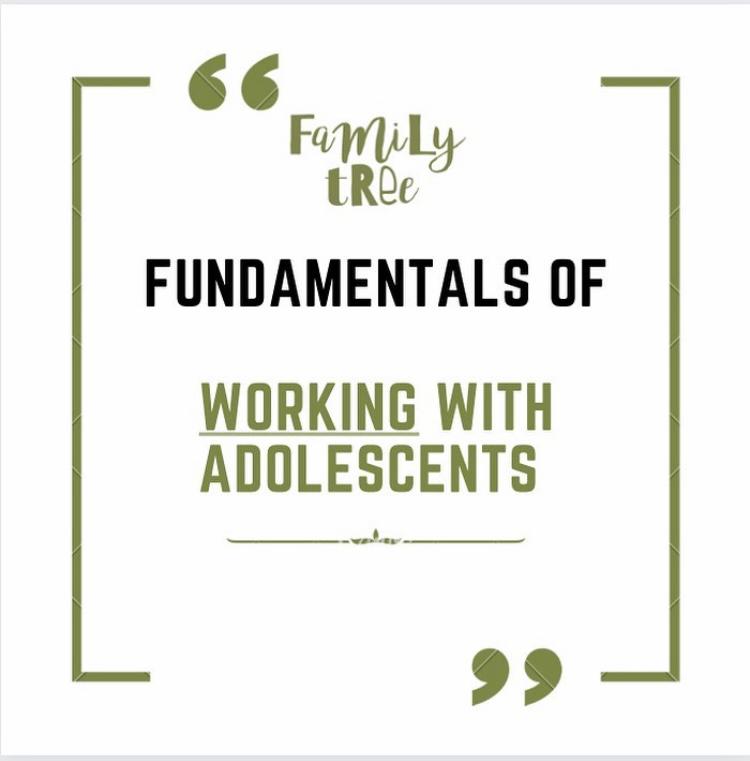 “
FaMiLy
tRee
FUNDAMENTALS OF
WORKING WITH
ADOLESCENTS
”